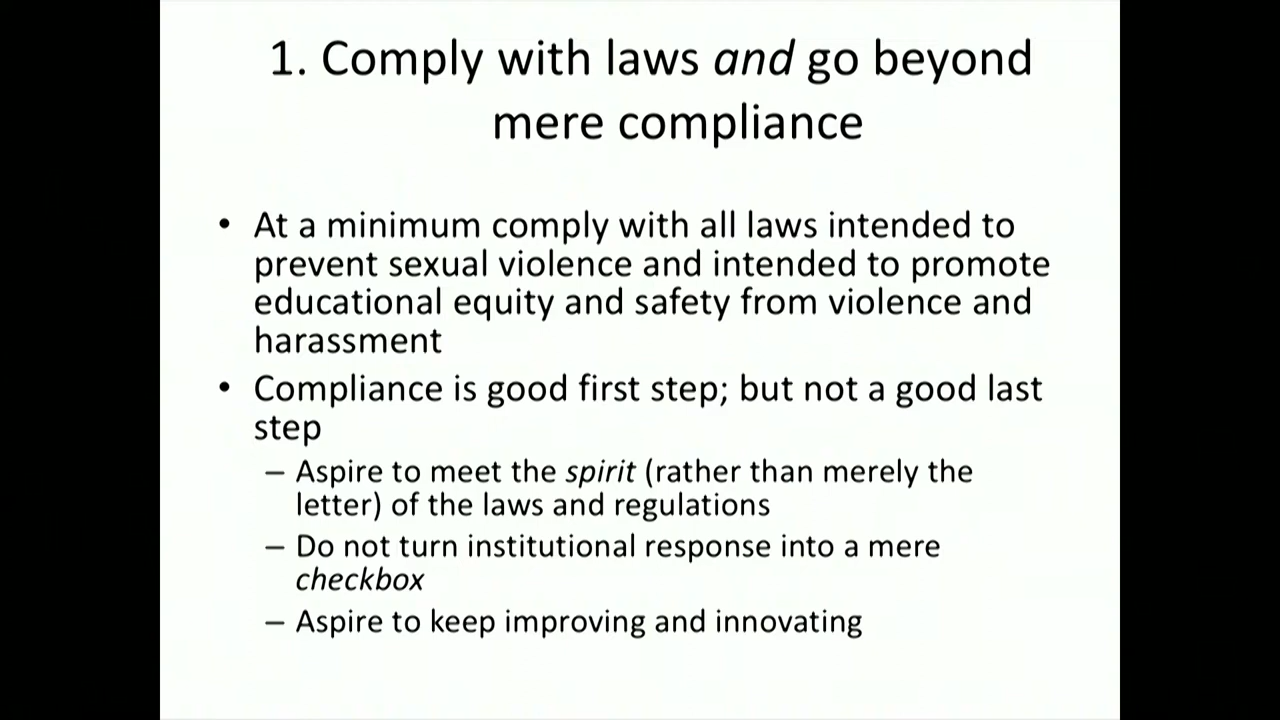 1. Comply with laws and go beyond
mere compliance
• At a minimum comply with all laws intended to
prevent sexual violence and intended to promote
educational equity and safety from violence and
harassment
• Compliance is good first step; but not a good last
step
– Aspire to meet the spirit (rather than merely the
letter) of the laws and regulations
– Do not turn institutional response into a mere
checkbox
– Aspire to keep improving and innovating